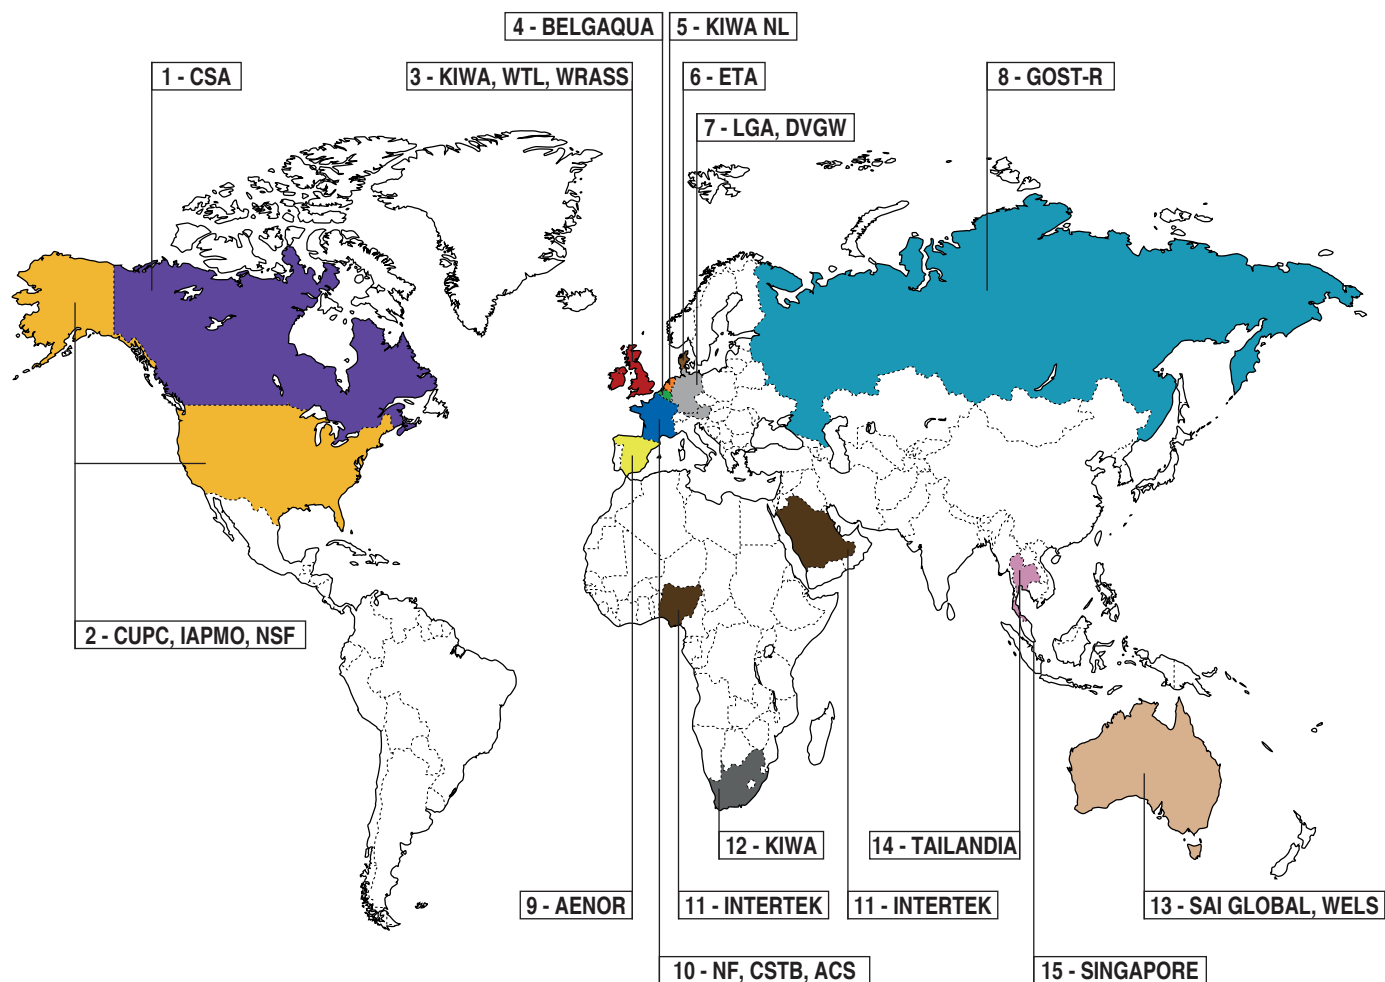 4 - BELGAQUA
5 - KIWA NL
1 - CSA
3 - KIWA, WTL, WRASS
6 - ETA
8 - GOST-R
7 - LGA, DVGW
2 - CUPC, IAPMO, NSF
12 - KIWA
14 - TAILANDIA
9 - AENOR
11 - INTERTEK
11 - INTERTEK
13 - SAI GLOBAL, WELS
10 - NF, CSTB, ACS
15 - SINGAPORE